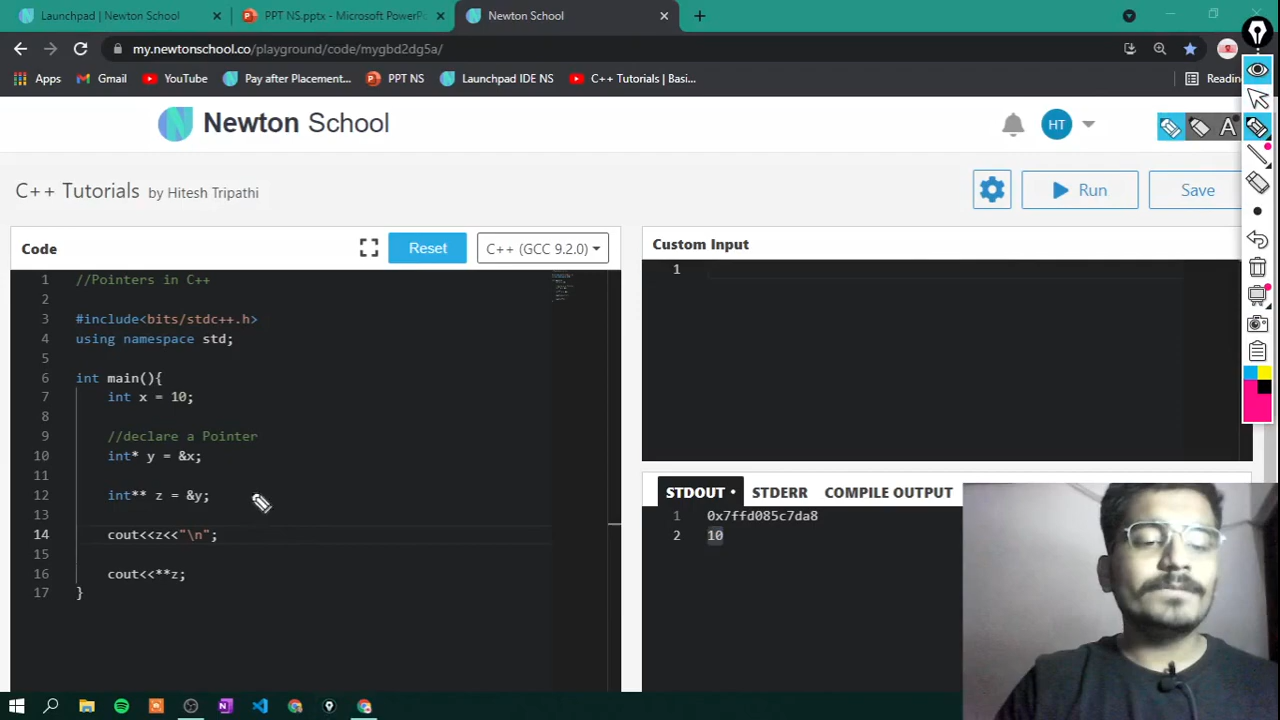 Launchpad | Newton School
PPT NS.pptx - Microsoft PowerP
Newton School
my.newtonschool.co/playground/code/mygbd2dg5a/
Apps
Gmail
YouTube
Pay after Placement...
PPT NS
Launchpad IDE NS
C++ Tutorials | Basi...
Reading
Newton School
HT
A
C++ Tutorials by Hitesh Tripathi
Run
Save
Code
Reset
C++ (GCC 9.2.0)
Custom Input
1 //Pointers in C++
2
3 #include<bits/stdc++.h>
4 using namespace std;
5
6 int main(){
7 int x = 10;
8
9 //declare a Pointer
10 int* y = &x;
11
12 int** z = &y;
13
14 cout<<z<<"\n";
15
16 cout<<**z;
17 }
1
STDOUT •
STDERR
COMPILE OUTPUT
1 0x7ffd085c7da8
2 10